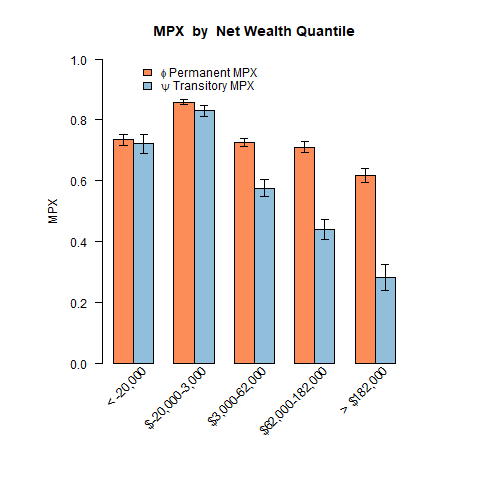 MPX by Net Wealth Quantile
ϕ Permanent MPX
ψ Transitory MPX
MPX
1.0
0.8
0.6
0.4
0.2
0.0
< -20,000
$-20,000-3,000
$3,000-62,000
$62,000-182,000
> $182,000